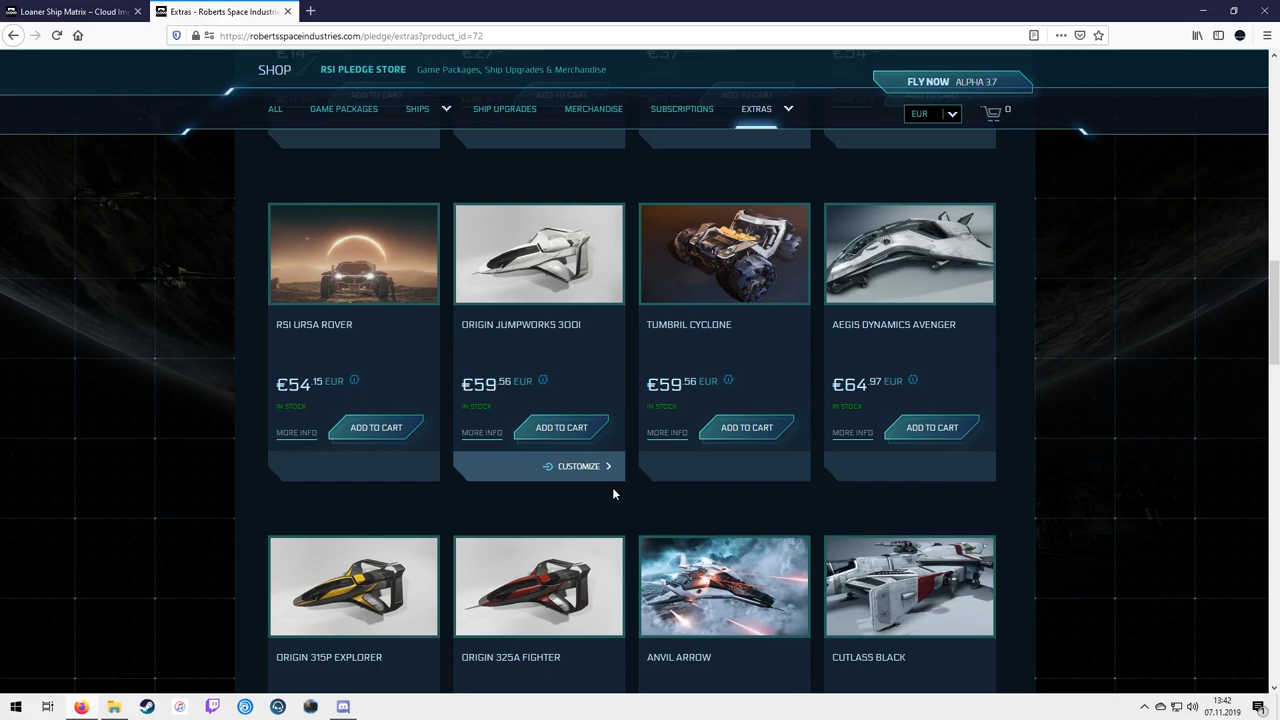 Loaner Ship Matrix – Cloud Im
Extras - Roberts Space Industrie
https://robertsspaceindustries.com/pledge/extras?product_id=72
SHOP
RSI PLEDGE STORE
Game Packages, Ship Upgrades & Merchandise
FLY NOW ALPHA 3.7
ALL
GAME PACKAGES
SHIPS
SHIP UPGRADES
MERCHANDISE
SUBSCRIPTIONS
EXTRAS
EUR
0
RSI URSA ROVER
ORIGIN JUMPWORKS 300I
TUMBRIL CYCLONE
AEGIS DYNAMICS AVENGER
€54.15 EUR
€59.56 EUR
€59.56 EUR
€64.97 EUR
IN STOCK
IN STOCK
IN STOCK
IN STOCK
MORE INFO
ADD TO CART
MORE INFO
ADD TO CART
MORE INFO
ADD TO CART
MORE INFO
ADD TO CART
CUSTOMIZE
ORIGIN 315P EXPLORER
ORIGIN 325A FIGHTER
ANVIL ARROW
CUTLASS BLACK
13:42
07.11.2019
1